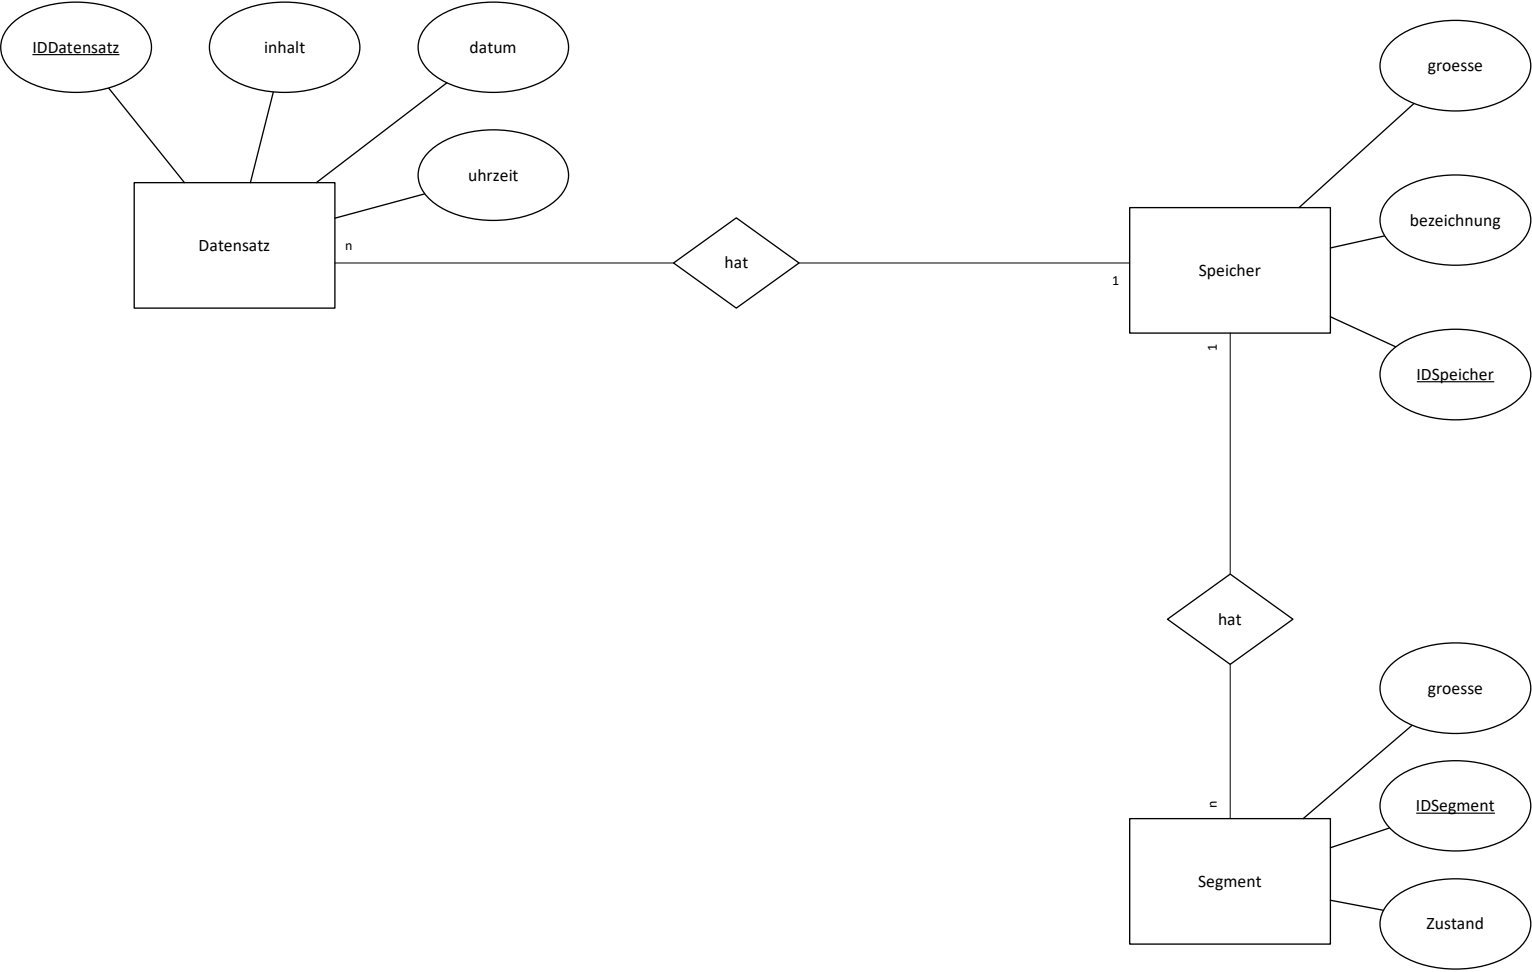 IDDatensatz
inhalt
datum
groesse
uhrzeit
bezeichnung
Datensatz
n
hat
1
Speicher
1
IDSpeicher
hat
groesse
n
IDSegment
Segment
Zustand